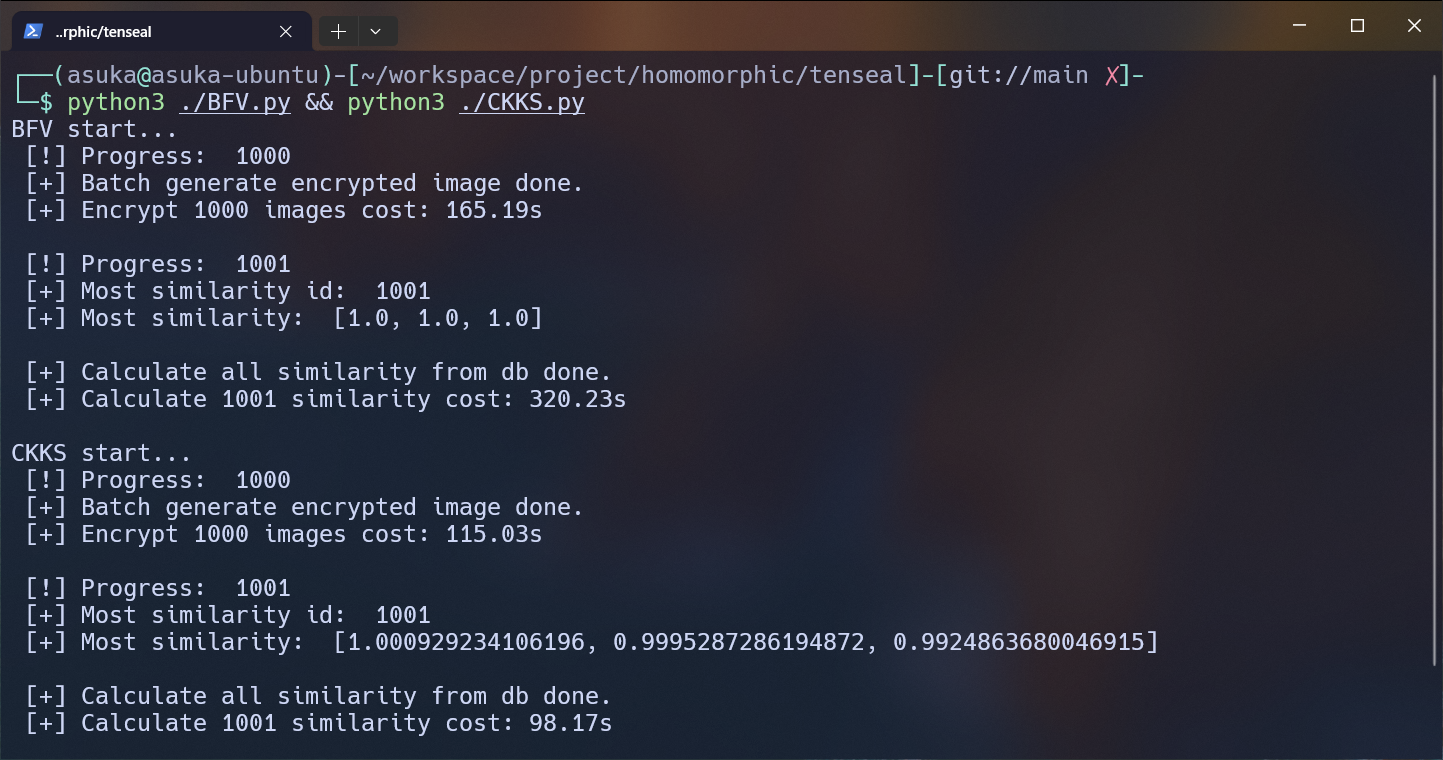 ..rphic/tenseal
┌──(asuka@asuka-ubuntu)-[~/workspace/project/homomorphic/tenseal]-[git://main ✗]-
└─$ python3 ./BFV.py && python3 ./CKKS.py
BFV start...
[!] Progress:  1000
[+] Batch generate encrypted image done.
[+] Encrypt 1000 images cost: 165.19s
[!] Progress:  1001
[+] Most similarity id:  1001
[+] Most similarity:  [1.0, 1.0, 1.0]
[+] Calculate all similarity from db done.
[+] Calculate 1001 similarity cost: 320.23s
CKKS start...
[!] Progress:  1000
[+] Batch generate encrypted image done.
[+] Encrypt 1000 images cost: 115.03s
[!] Progress:  1001
[+] Most similarity id:  1001
[+] Most similarity:  [1.000929234106196, 0.9995287286194872, 0.9924863680046915]
[+] Calculate all similarity from db done.
[+] Calculate 1001 similarity cost: 98.17s